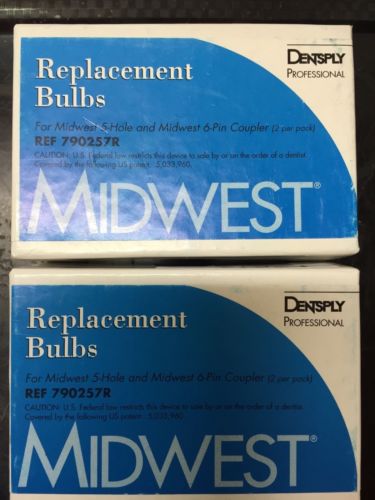 DENTSPLY
PROFESSIONAL
Replacement
Bulbs
For Midwest 5-Hole and Midwest 6-Pin Coupler (2 per pack)
REF 790257R
CAUTION: U.S. Federal law restricts this device to sale by or on the order of a dentist.
Covered by the following US patent: 5,033,960.
MIDWEST®
DENTSPLY
PROFESSIONAL
Replacement
Bulbs
For Midwest 5-Hole and Midwest 6-Pin Coupler (2 per pack)
REF 790257R
CAUTION: U.S. Federal law restricts this device to sale by or on the order of a dentist.
Covered by the following US patent: 5,033,960.
MIDWEST®